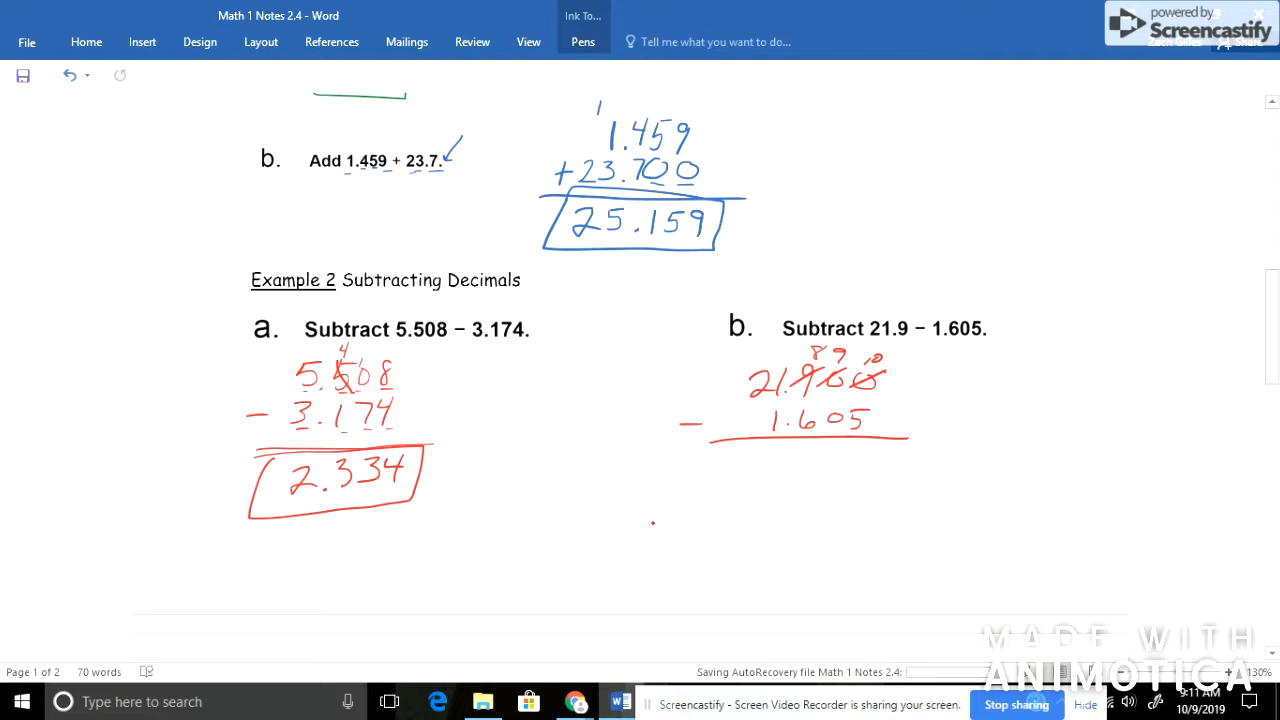 Math 1 Notes 2.4 - Word
Ink To...
powered by
Screencastify
File Home Insert Design Layout References Mailings Review View Pens Tell me what you want to do...
Zach Gilles Share
b. Add 1.459 + 23.7.
1
1.459
+23.700
25.159
Example 2 Subtracting Decimals
a. Subtract 5.508 − 3.174.
4 1
5.508
− 3.174
2.334
b. Subtract 21.9 − 1.605.
8 9 10
21.900
− 1.605
MADE WITH
ANIMOTICA
Page 1 of 2 70 words
Saving AutoRecovery file Math 1 Notes 2.4:
130%
Type here to search
Screencastify - Screen Video Recorder is sharing your screen.
Stop sharing
Hide
9:11 AM
10/9/2019